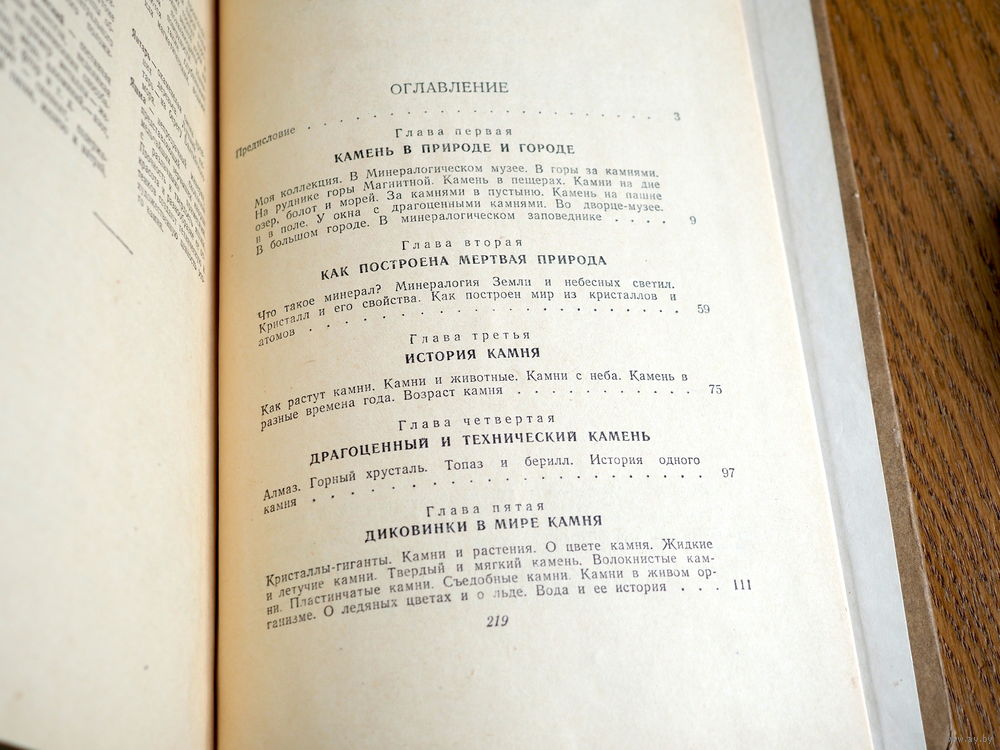 Янтарь
Яшма
ОГЛАВЛЕНИЕ
Предисловие . . . . . . . . . . . . . . . . . . . . 3
Глава первая
КАМЕНЬ В ПРИРОДЕ И ГОРОДЕ
Моя коллекция. В Минералогическом музее. В горы за камнями.
На руднике горы Магнитной. Камень в пещерах. Камни на дне
озер, болот и морей. За камнями в пустыню. Камень на пашне
и в поле. У окна с драгоценными камнями. Во дворце-музее.
В большом городе. В минералогическом заповеднике . . . . 9
Глава вторая
КАК ПОСТРОЕНА МЕРТВАЯ ПРИРОДА
Что такое минерал? Минералогия Земли и небесных светил.
Кристалл и его свойства. Как построен мир из кристаллов и
атомов . . . . . . . . . . . . . . . . . . . . 59
Глава третья
ИСТОРИЯ КАМНЯ
Как растут камни. Камни и животные. Камни с неба. Камень в
разные времена года. Возраст камня . . . . . . . . . . . 75
Глава четвертая
ДРАГОЦЕННЫЙ И ТЕХНИЧЕСКИЙ КАМЕНЬ
Алмаз. Горный хрусталь. Топаз и берилл. История одного
камня . . . . . . . . . . . . . . . . . . . . 97
Глава пятая
ДИКОВИНКИ В МИРЕ КАМНЯ
Кристаллы-гиганты. Камни и растения. О цвете камня. Жидкие
и летучие камни. Твердый и мягкий камень. Волокнистые кам-
ни. Пластинчатые камни. Съедобные камни. Камни в живом ор-
ганизме. О ледяных цветах и о льде. Вода и ее история . . . 111
219
www.ay.by